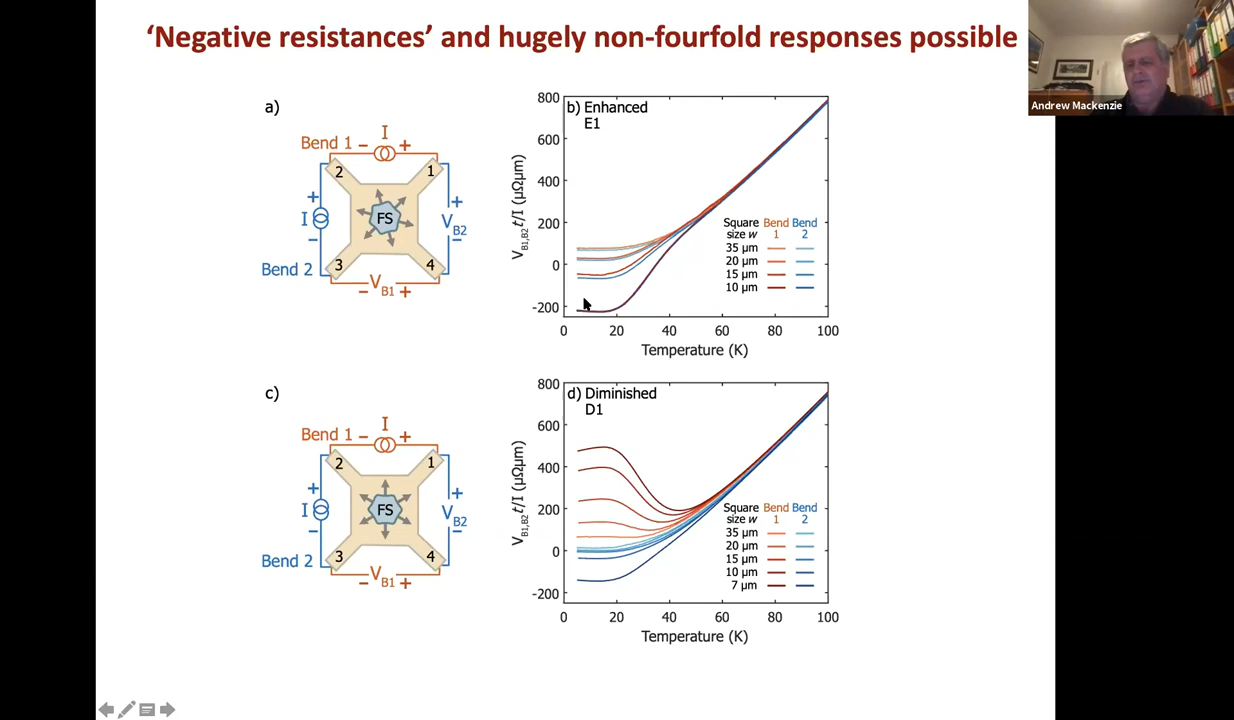 ‘Negative resistances’ and hugely non-fourfold responses possible
Andrew Mackenzie
a)
Bend 1 − I +
2 1
+ I −
FS
+ V_B2 −
Bend 2
3 4
− V_B1 +
b) Enhanced
E1
V_B1,B2 t/I (μΩμm)
800
600
400
200
0
-200
Square size w Bend 1 Bend 2
35 μm
20 μm
15 μm
10 μm
0 20 40 60 80 100
Temperature (K)
c)
Bend 1 − I +
2 1
+ I −
FS
+ V_B2 −
Bend 2
3 4
− V_B1 +
d) Diminished
D1
V_B1,B2 t/I (μΩμm)
800
600
400
200
0
-200
Square size w Bend 1 Bend 2
35 μm
20 μm
15 μm
10 μm
7 μm
0 20 40 60 80 100
Temperature (K)